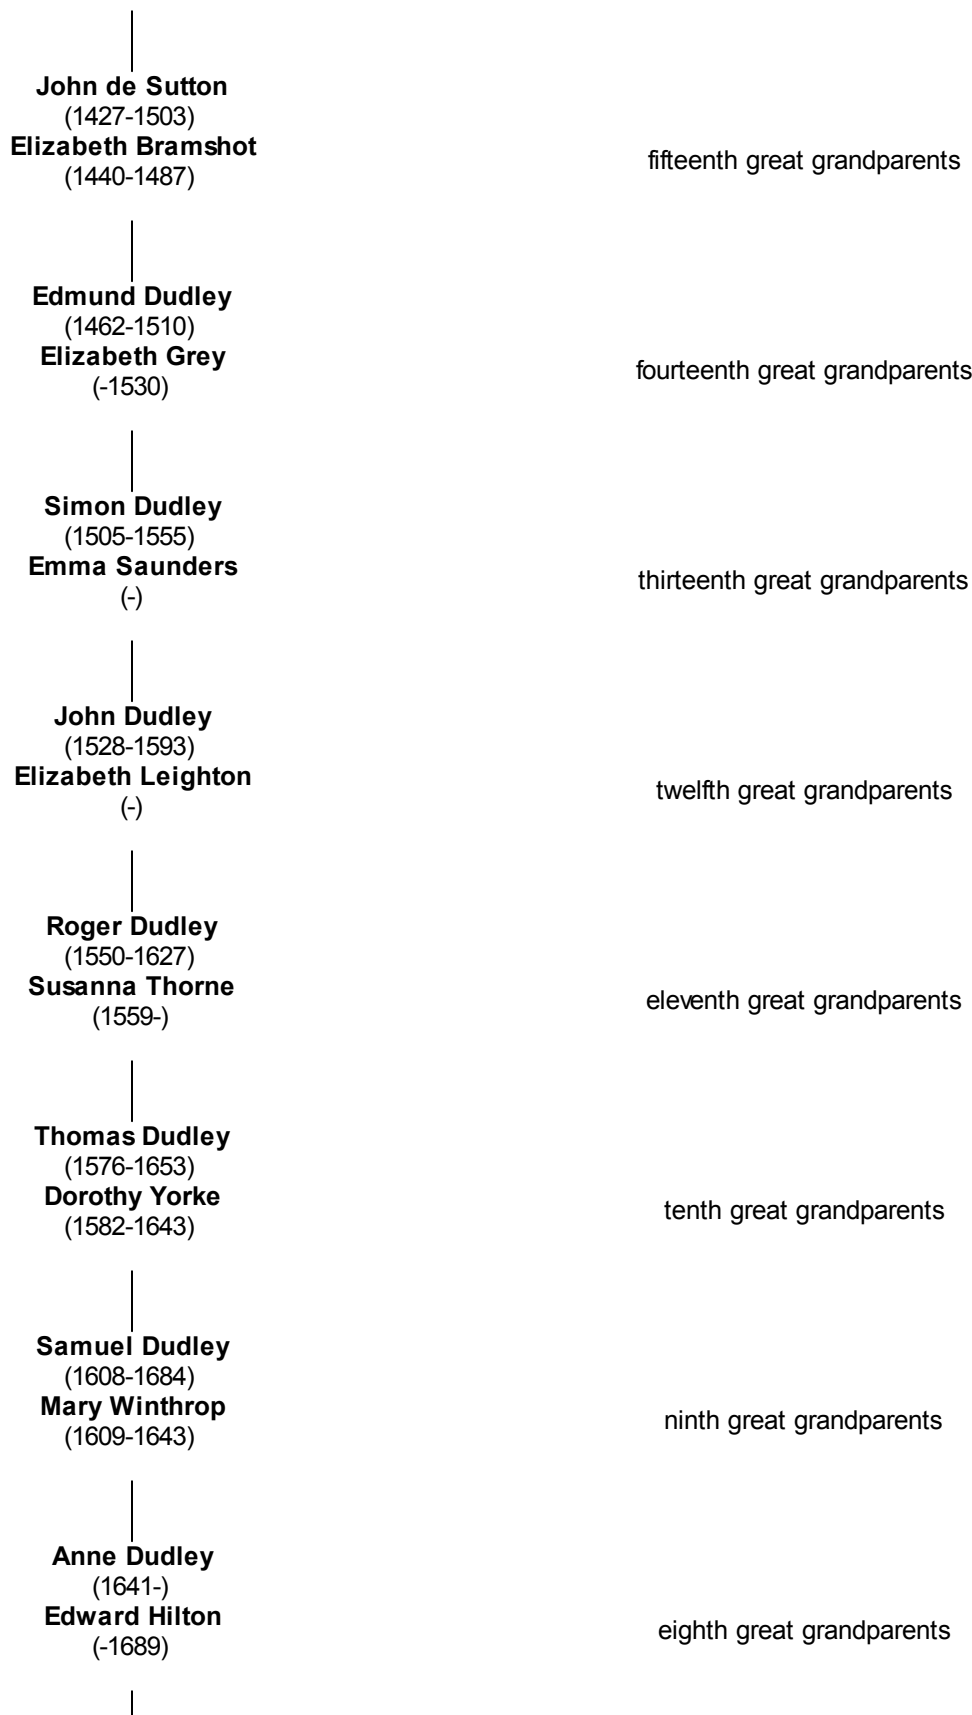 John de Sutton
(1427-1503)
Elizabeth Bramshot
(1440-1487)
fifteenth great grandparents
Edmund Dudley
(1462-1510)
Elizabeth Grey
(-1530)
fourteenth great grandparents
Simon Dudley
(1505-1555)
Emma Saunders
(-)
thirteenth great grandparents
John Dudley
(1528-1593)
Elizabeth Leighton
(-)
twelfth great grandparents
Roger Dudley
(1550-1627)
Susanna Thorne
(1559-)
eleventh great grandparents
Thomas Dudley
(1576-1653)
Dorothy Yorke
(1582-1643)
tenth great grandparents
Samuel Dudley
(1608-1684)
Mary Winthrop
(1609-1643)
ninth great grandparents
Anne Dudley
(1641-)
Edward Hilton
(-1689)
eighth great grandparents